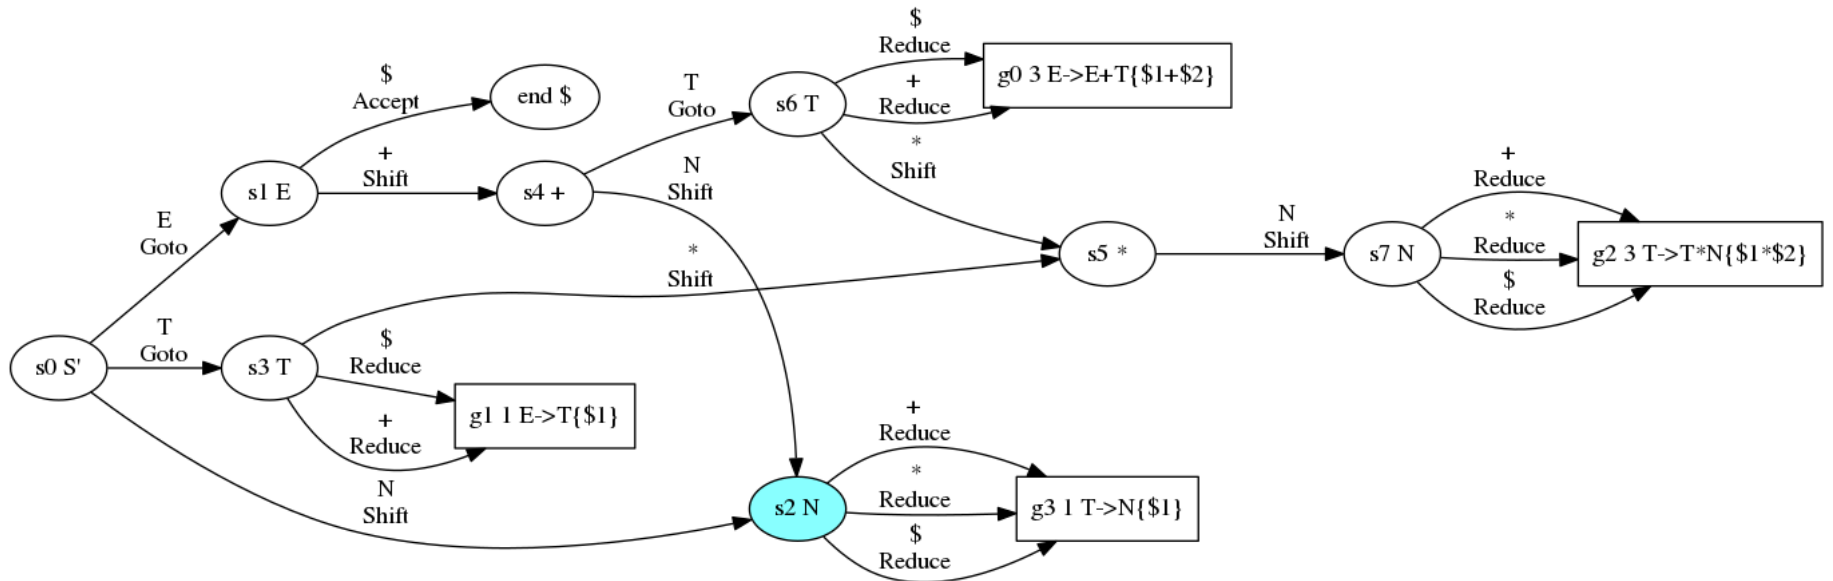 $
Reduce
g0 3 E->E+T{$1+$2}
+
Reduce
$
Accept
end $
T
Goto
s6 T
*
Shift
+
Shift
s1 E
s4 +
N
Shift
+
Reduce
E
Goto
*
Shift
s5 *
N
Shift
s7 N
*
Reduce
g2 3 T->T*N{$1*$2}
$
Reduce
s0 S'
T
Goto
s3 T
$
Reduce
g1 1 E->T{$1}
+
Reduce
N
Shift
s2 N
+
Reduce
*
Reduce
g3 1 T->N{$1}
$
Reduce